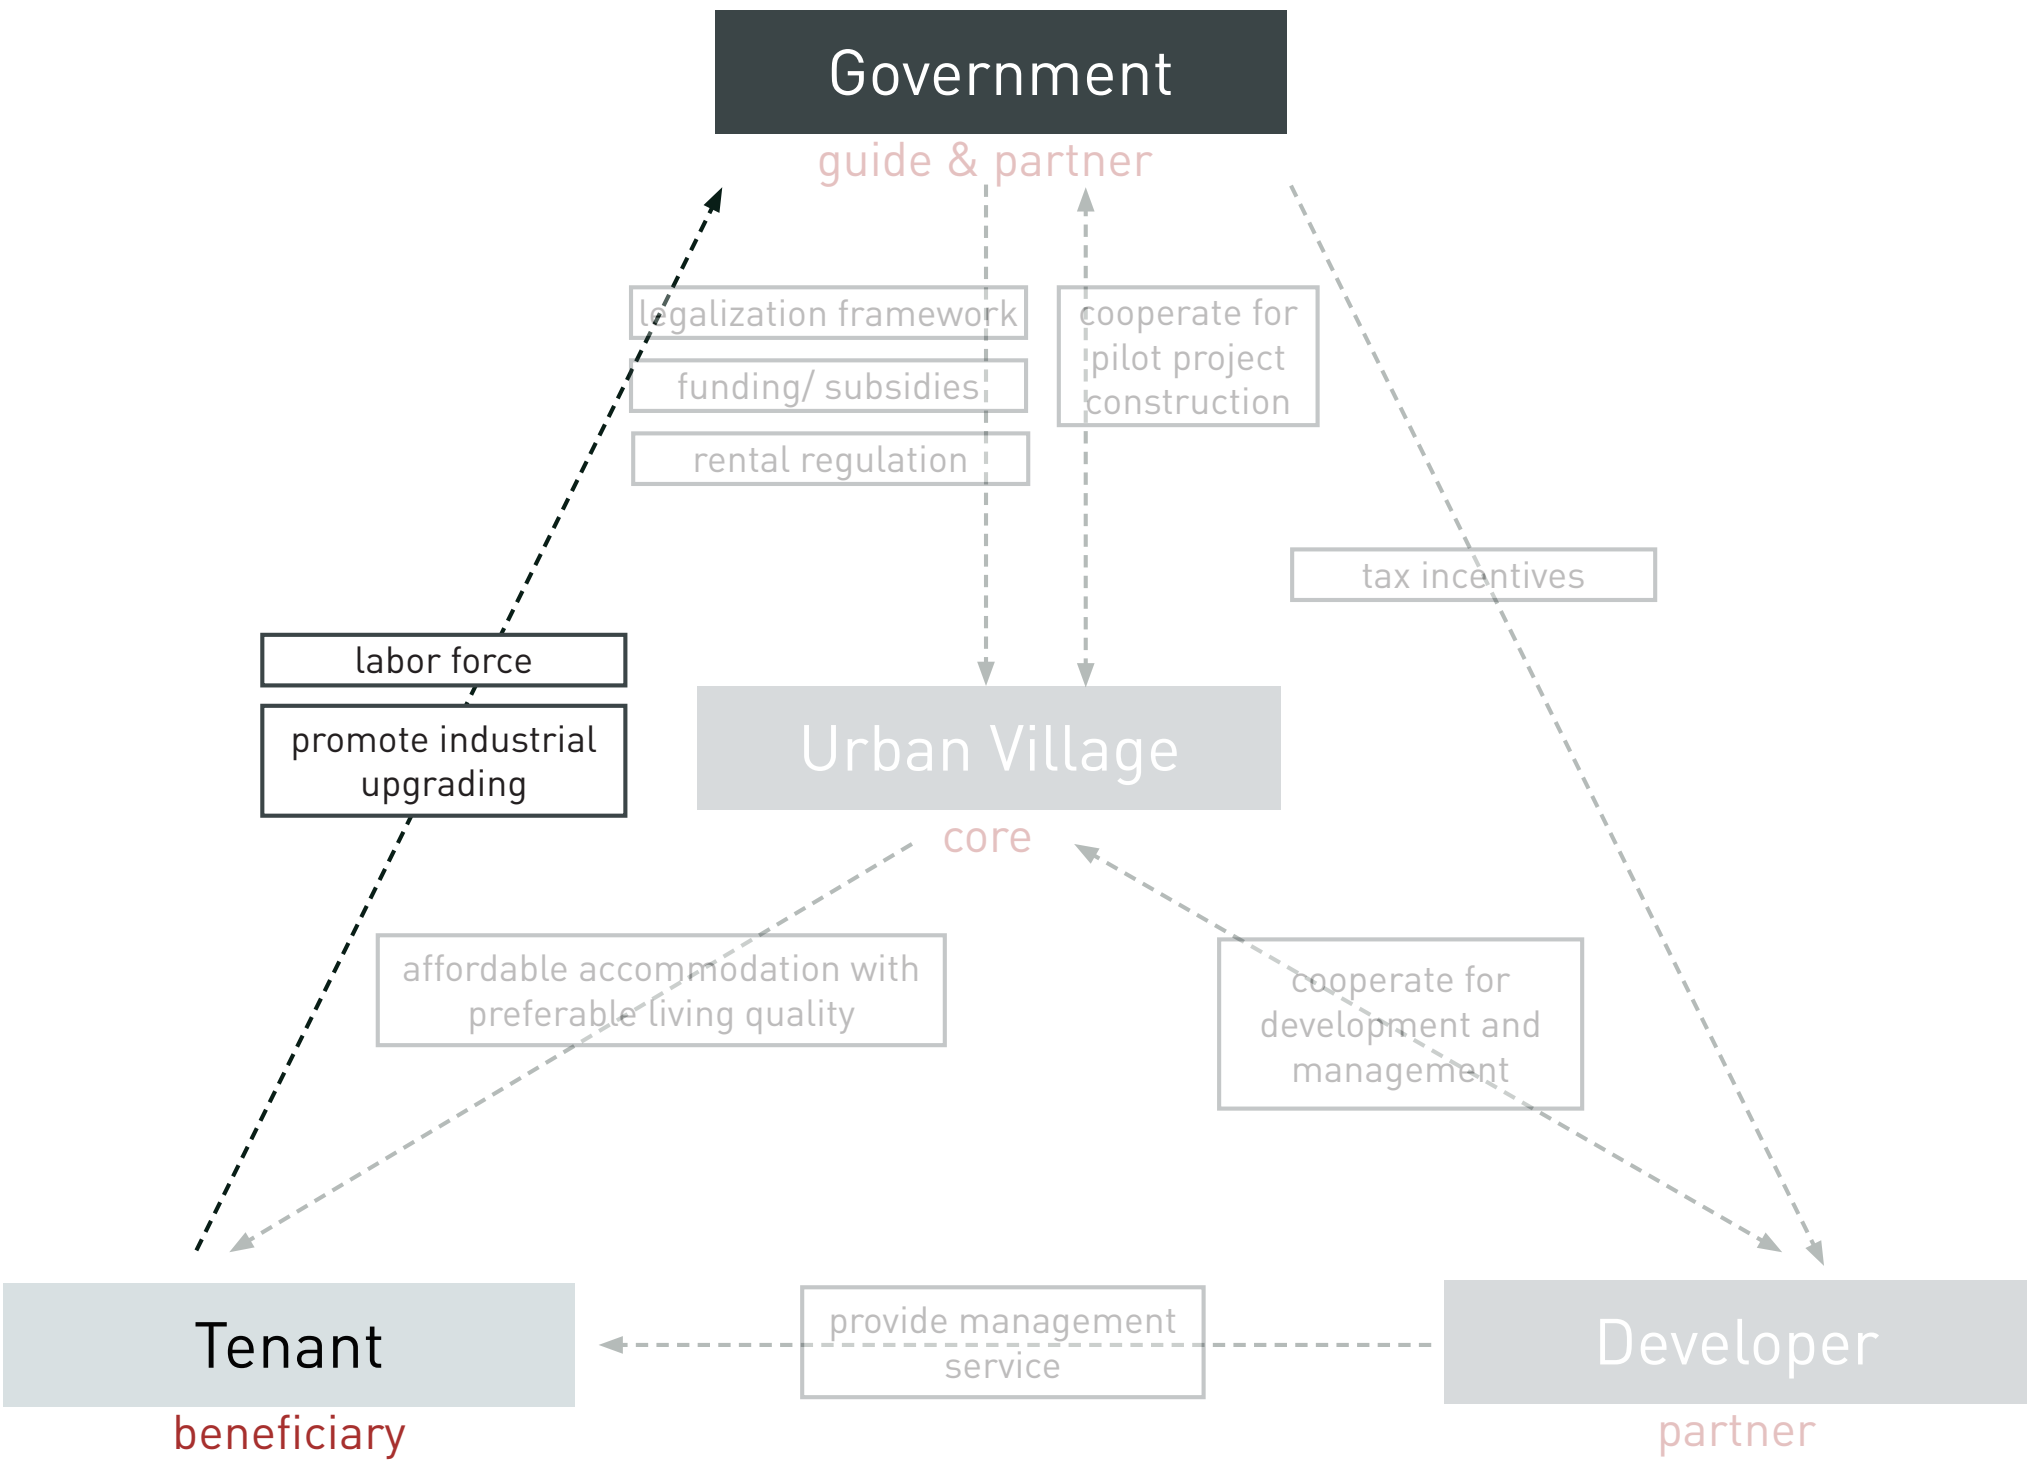 Government
guide & partner
legalization framework
funding/ subsidies
rental regulation
cooperate for
pilot project
construction
tax incentives
labor force
promote industrial
upgrading
Urban Village
core
affordable accommodation with
preferable living quality
cooperate for
development and
management
Tenant
beneficiary
provide management
service
Developer
partner